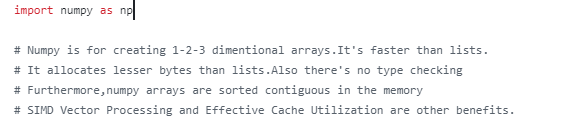 import numpy as np
# Numpy is for creating 1-2-3 dimentional arrays.It's faster than lists.
# It allocates lesser bytes than lists.Also there's no type checking
# Furthermore,numpy arrays are sorted contiguous in the memory
# SIMD Vector Processing and Effective Cache Utilization are other benefits.